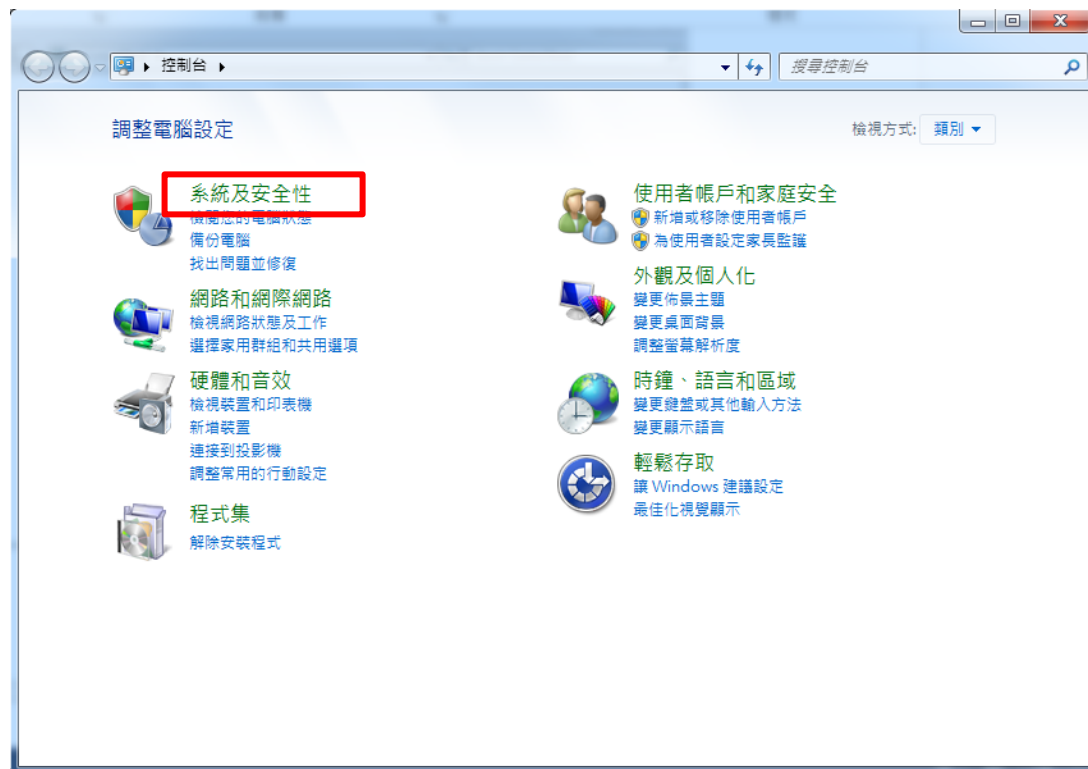 控制台
搜尋控制台
調整電腦設定
檢視方式: 類別
系統及安全性
檢閱您的電腦狀態
備份電腦
找出問題並修復
網路和網際網路
檢視網路狀態及工作
選擇家用群組和共用選項
硬體和音效
檢視裝置和印表機
新增裝置
連接到投影機
調整常用的行動設定
程式集
解除安裝程式
使用者帳戶和家庭安全
新增或移除使用者帳戶
為使用者設定家長監護
外觀及個人化
變更佈景主題
變更桌面背景
調整螢幕解析度
時鐘、語言和區域
變更鍵盤或其他輸入方法
變更顯示語言
輕鬆存取
讓 Windows 建議設定
最佳化視覺顯示